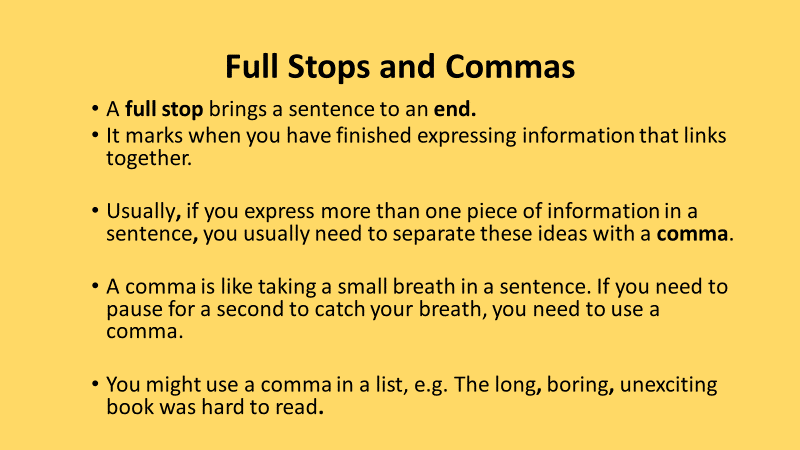 Full Stops and Commas
• A full stop brings a sentence to an end.
• It marks when you have finished expressing information that links
together.
• Usually, if you express more than one piece of information in a
sentence, you usually need to separate these ideas with a comma.
• A comma is like taking a small breath in a sentence. If you need to
pause for a second to catch your breath, you need to use a
comma.
• You might use a comma in a list, e.g. The long, boring, unexciting
book was hard to read.